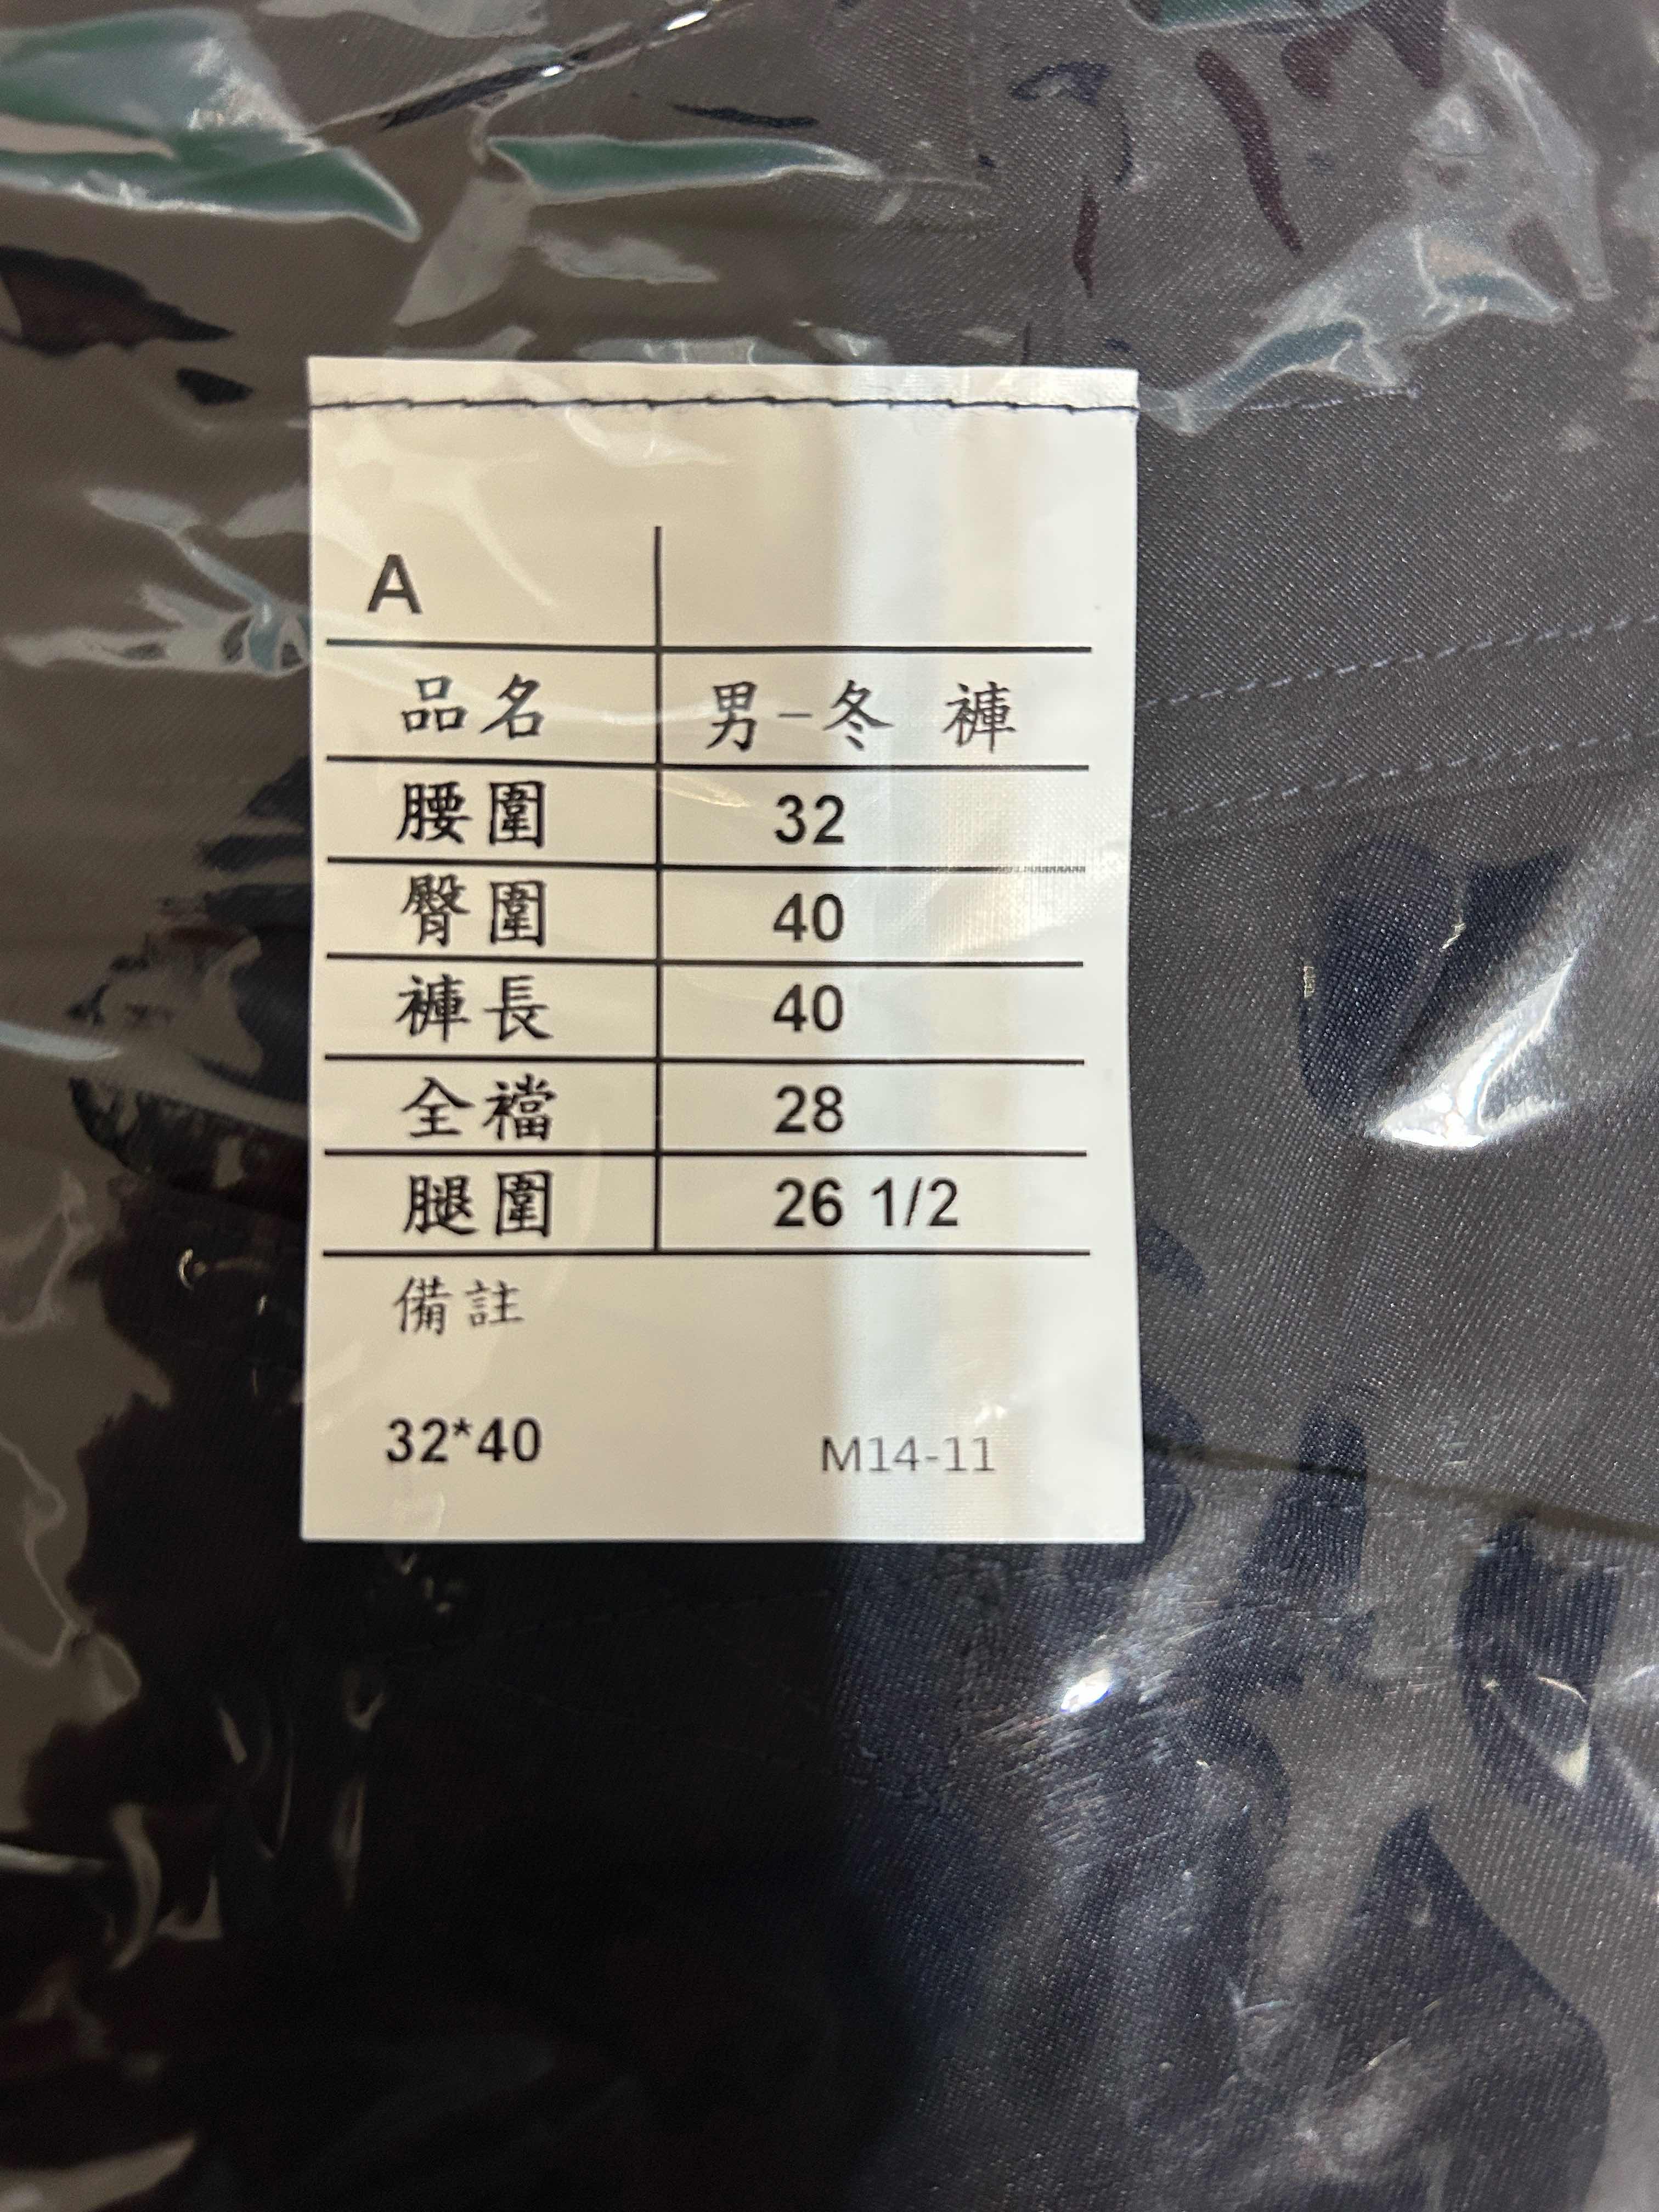 A
品名 男-冬 褲
腰圍 32
臀圍 40
褲長 40
全襠 28
腿圍 26 1/2
備註
32*40 M14-11